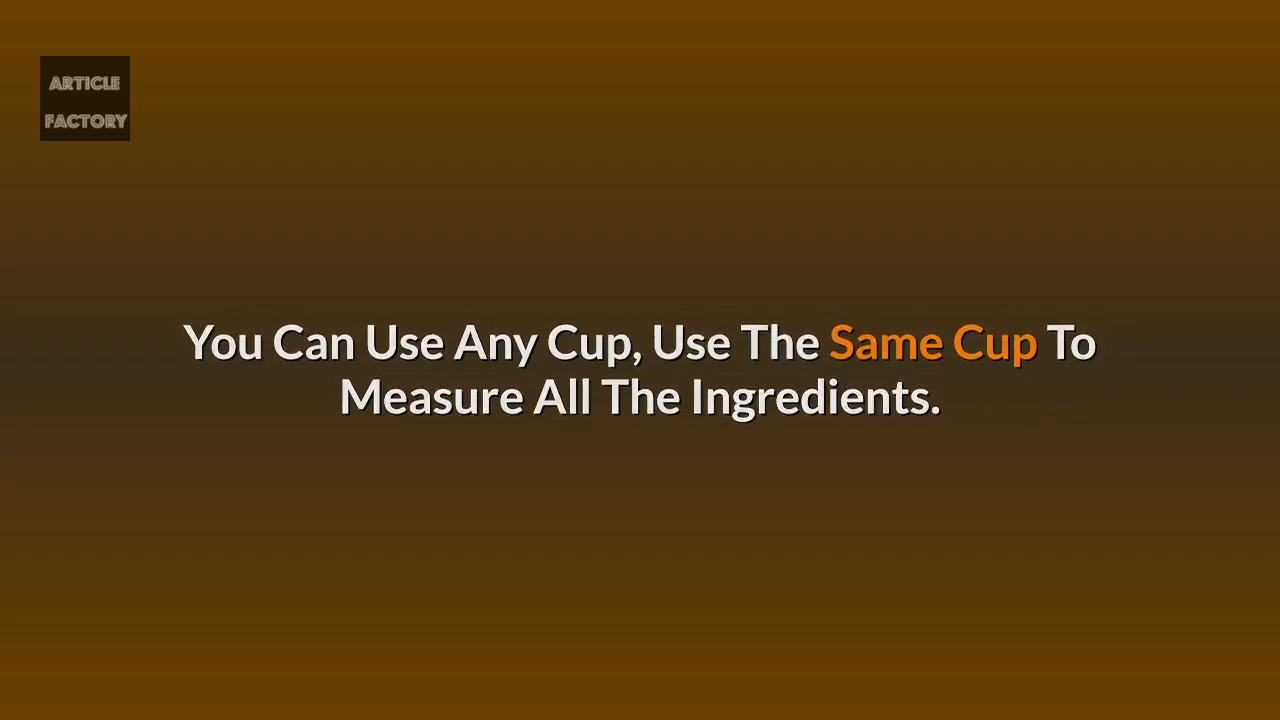 ARTICLE
FACTORY
You Can Use Any Cup, Use The Same Cup To
Measure All The Ingredients.